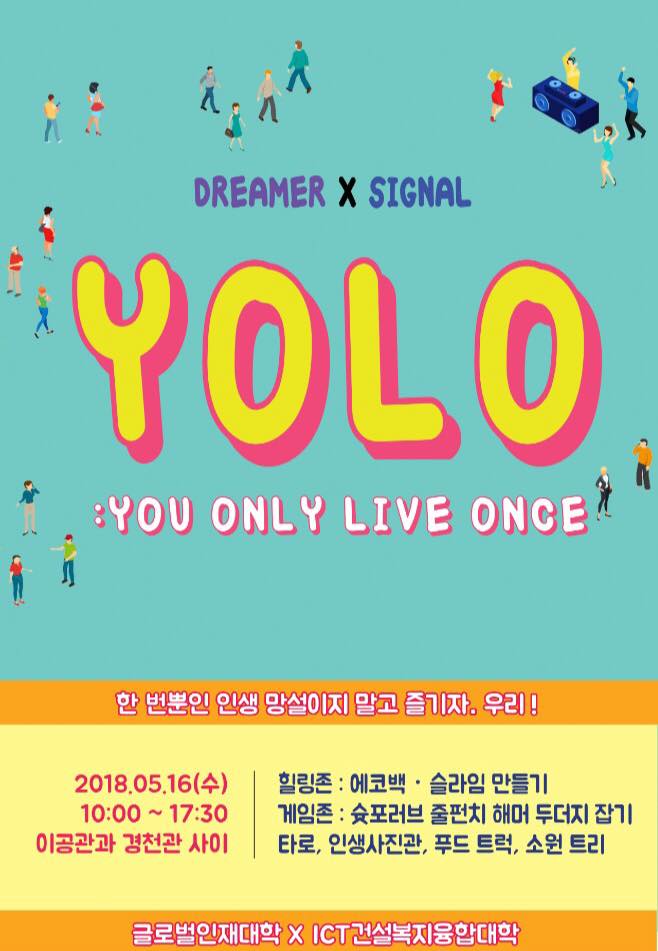 DREAMER X SIGNAL
YOLO
:YOU ONLY LIVE ONCE
한 번뿐인 인생 망설이지 말고 즐기자. 우리!
2018.05.16(수)
10:00 ~ 17:30
이공관과 경천관 사이
힐링존 : 에코백 · 슬라임 만들기
게임존 : 슛포러브 줄펀치 해머 두더지 잡기
타로, 인생사진관, 푸드 트럭, 소원 트리
글로벌인재대학 X ICT건설복지융합대학